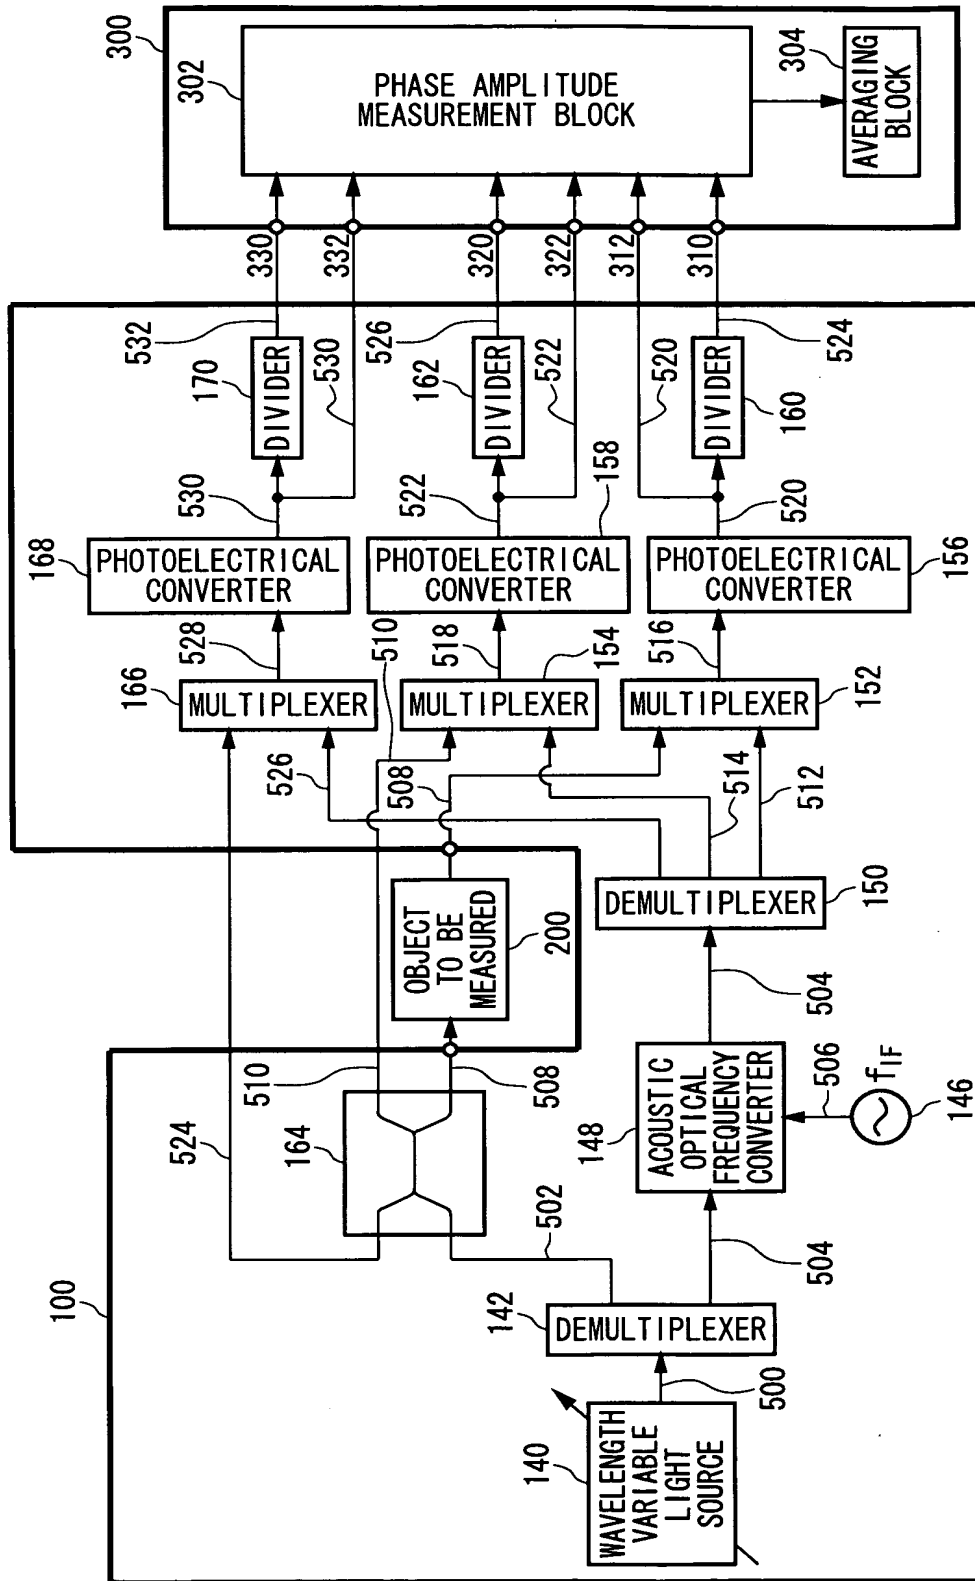 100
140
WAVELENGTH
VARIABLE
LIGHT
SOURCE
500
142
DEMULTIPLEXER
502
504
524
164
510
508
148
ACOUSTIC
OPTICAL
FREQUENCY
CONVERTER
506
fIF
146
504
OBJECT
TO BE
MEASURED
200
DEMULTIPLEXER
150
526
508
514
512
510
166
MULTIPLEXER
528
MULTIPLEXER
154
518
MULTIPLEXER
152
516
168
PHOTOELECTRICAL
CONVERTER
PHOTOELECTRICAL
CONVERTER
158
PHOTOELECTRICAL
CONVERTER
156
530
522
520
170
DIVIDER
530
532
162
DIVIDER
522
526
DIVIDER
160
520
524
330
332
320
322
312
310
300
302
PHASE AMPLITUDE
MEASUREMENT BLOCK
304
AVERAGING
BLOCK